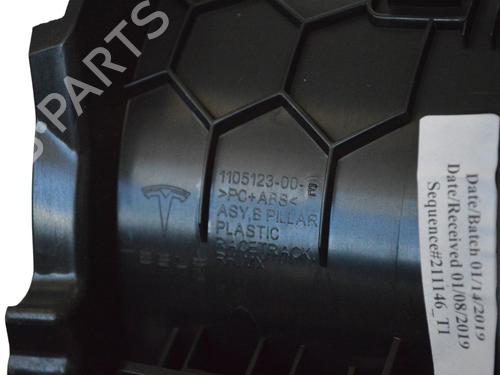 PARTS
1105123-00-
>PC+ABS<
ASY, B PILLAR
PLASTIC
RACETRACK,
Date/Batch 01/14/2019
Date/Received 01/08/2019
Sequence#211146_TI